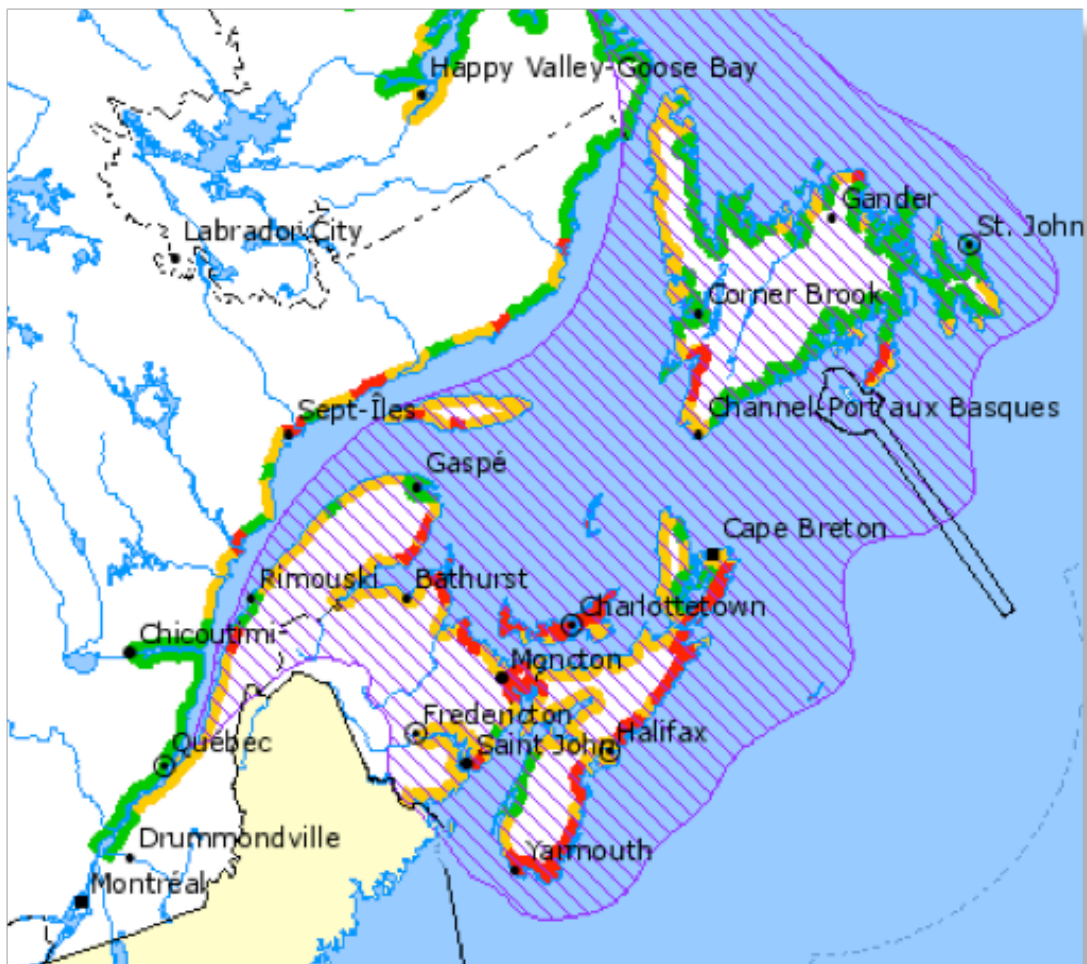 Happy Valley-Goose Bay
Gander
St. John
Labrador City
Corner Brook
Sept-Îles
Channel-Port aux Basques
Gaspé
Cape Breton
Rimouski
Bathurst
Charlottetown
Chicoutimi
Moncton
Fredericton
Halifax
Québec
Saint John
Drummondville
Yarmouth
Montréal